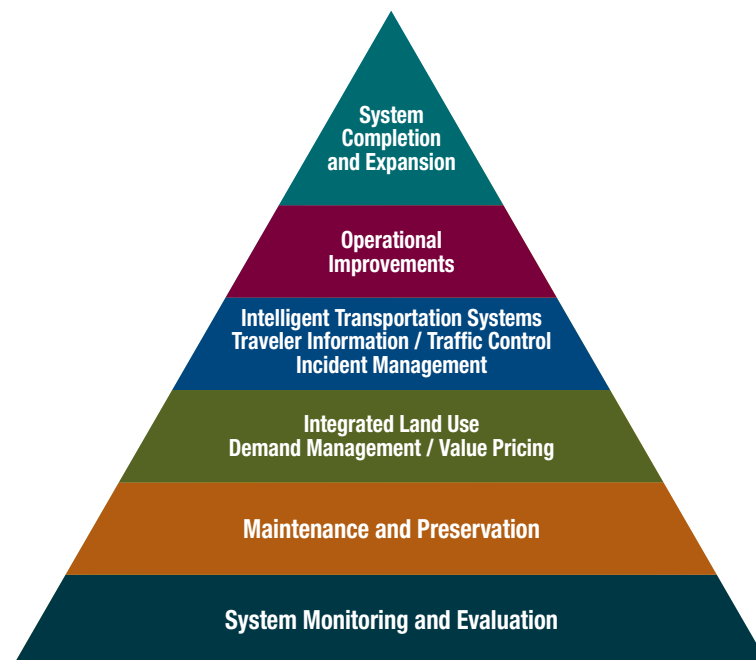 System
Completion
and Expansion
Operational
Improvements
Intelligent Transportation Systems
Traveler Information / Traffic Control
Incident Management
Integrated Land Use
Demand Management / Value Pricing
Maintenance and Preservation
System Monitoring and Evaluation